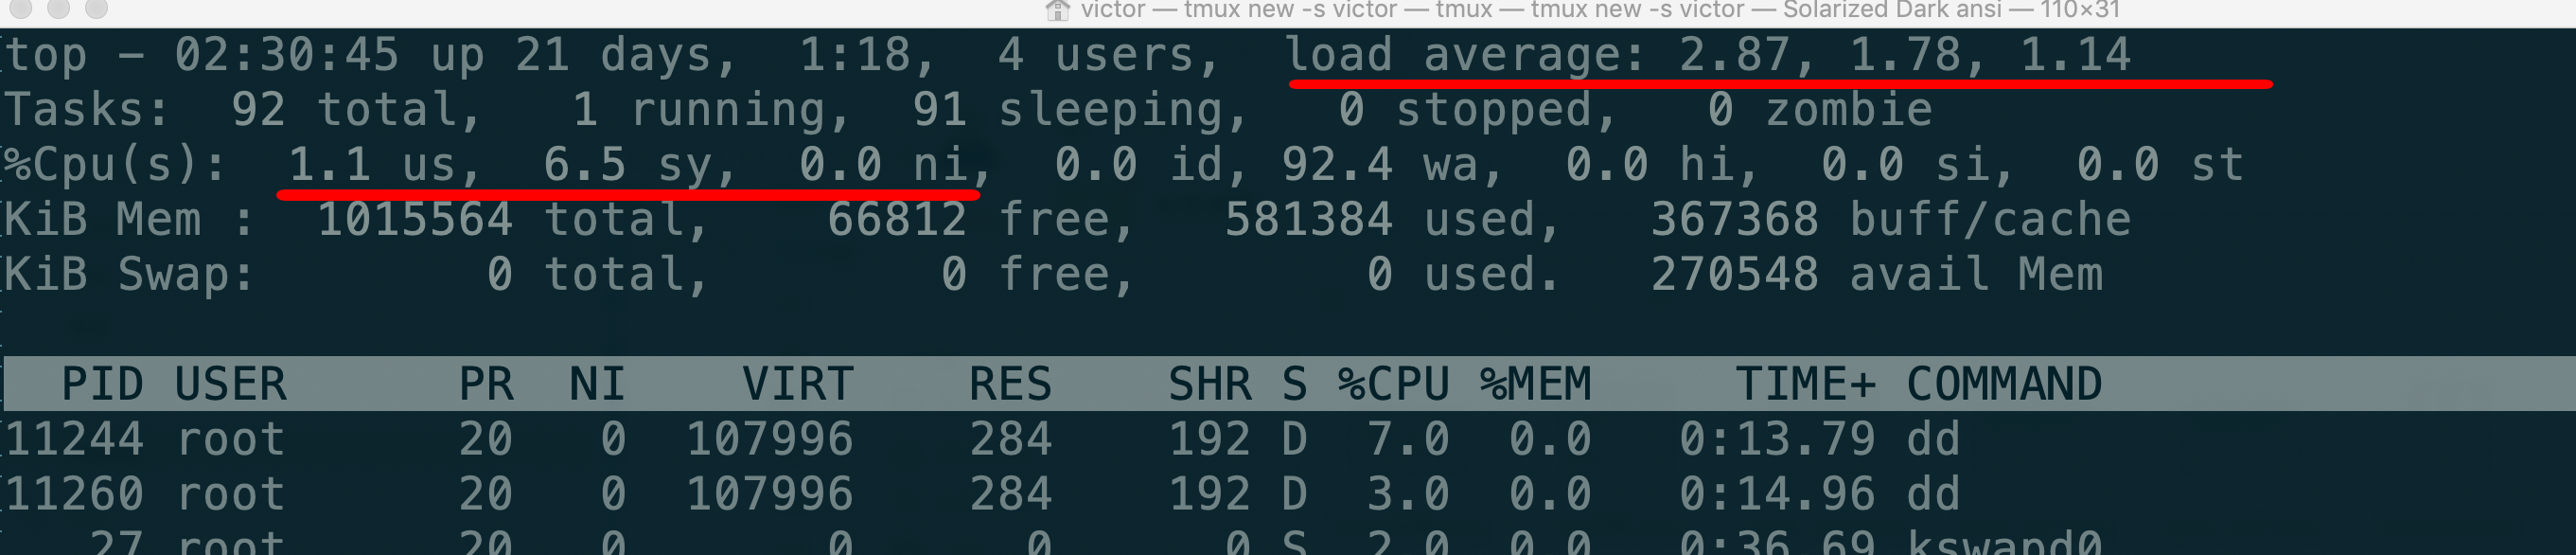 victor — tmux new -s victor — tmux — tmux new -s victor — Solarized Dark ansi — 110×31
top - 02:30:45 up 21 days,  1:18,  4 users,  load average: 2.87, 1.78, 1.14
Tasks:  92 total,   1 running,  91 sleeping,   0 stopped,   0 zombie
%Cpu(s):  1.1 us,  6.5 sy,  0.0 ni,  0.0 id, 92.4 wa,  0.0 hi,  0.0 si,  0.0 st
KiB Mem :  1015564 total,    66812 free,   581384 used,   367368 buff/cache
KiB Swap:        0 total,        0 free,        0 used.   270548 avail Mem
PID USER      PR  NI    VIRT    RES    SHR S %CPU %MEM     TIME+ COMMAND
11244 root      20   0  107996    284    192 D  7.0  0.0   0:13.79 dd
11260 root      20   0  107996    284    192 D  3.0  0.0   0:14.96 dd
27 root      20   0       0      0      0 S  2.0  0.0   0:36.69 kswapd0